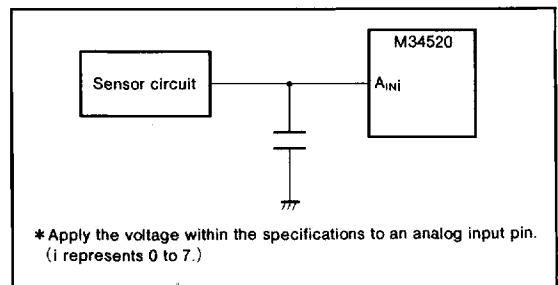 M34520
Sensor circuit
AINi
* Apply the voltage within the specifications to an analog input pin.
(i represents 0 to 7.)